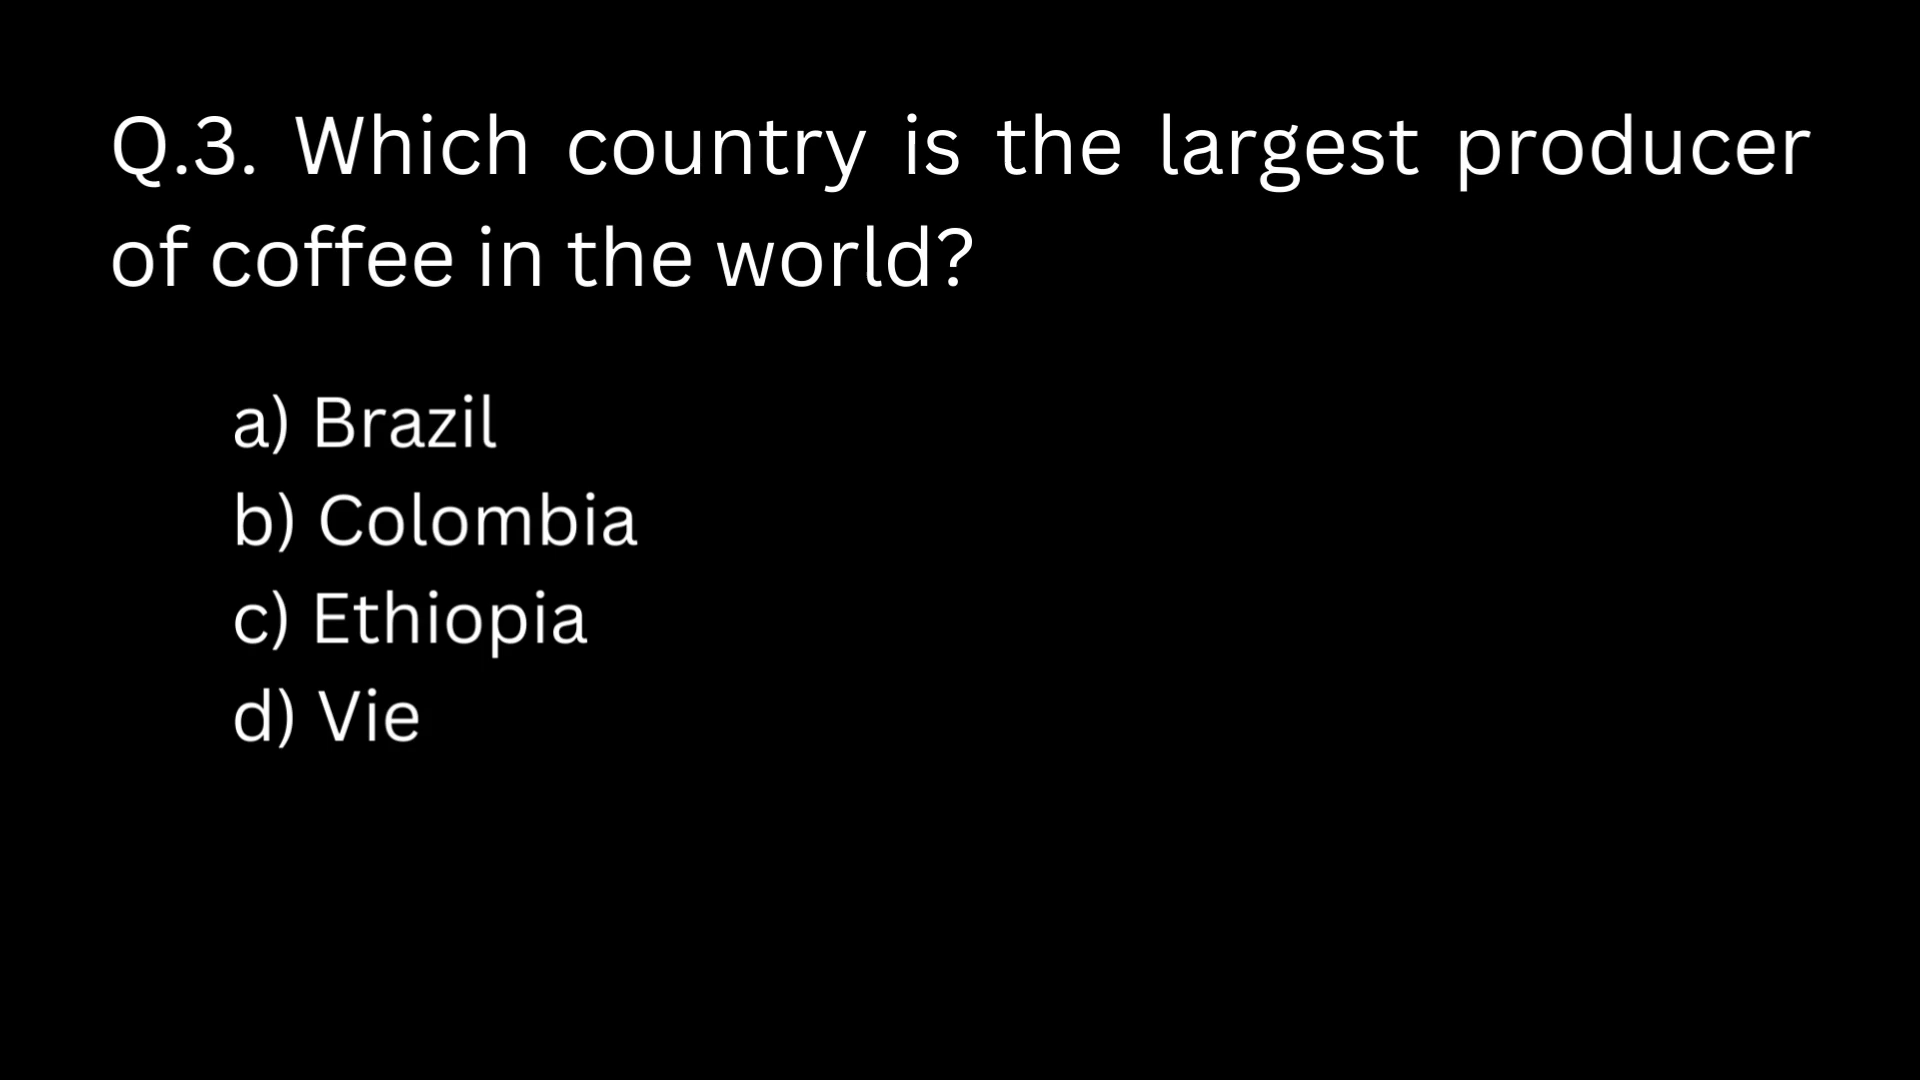 Q.3. Which country is the largest producer
of coffee in the world?
a) Brazil
b) Colombia
c) Ethiopia
d) Vie